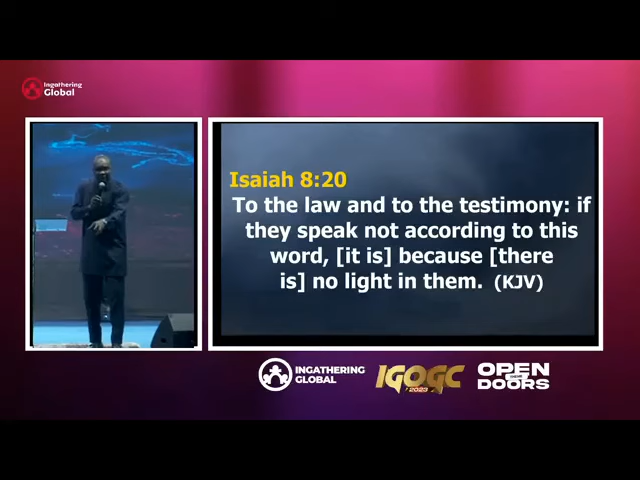 Ingathering
Global
Isaiah 8:20
To the law and to the testimony: if
they speak not according to this
word, [it is] because [there
is] no light in them. (KJV)
INGATHERING
GLOBAL
IGOGC
2023
OPEN
DOORS